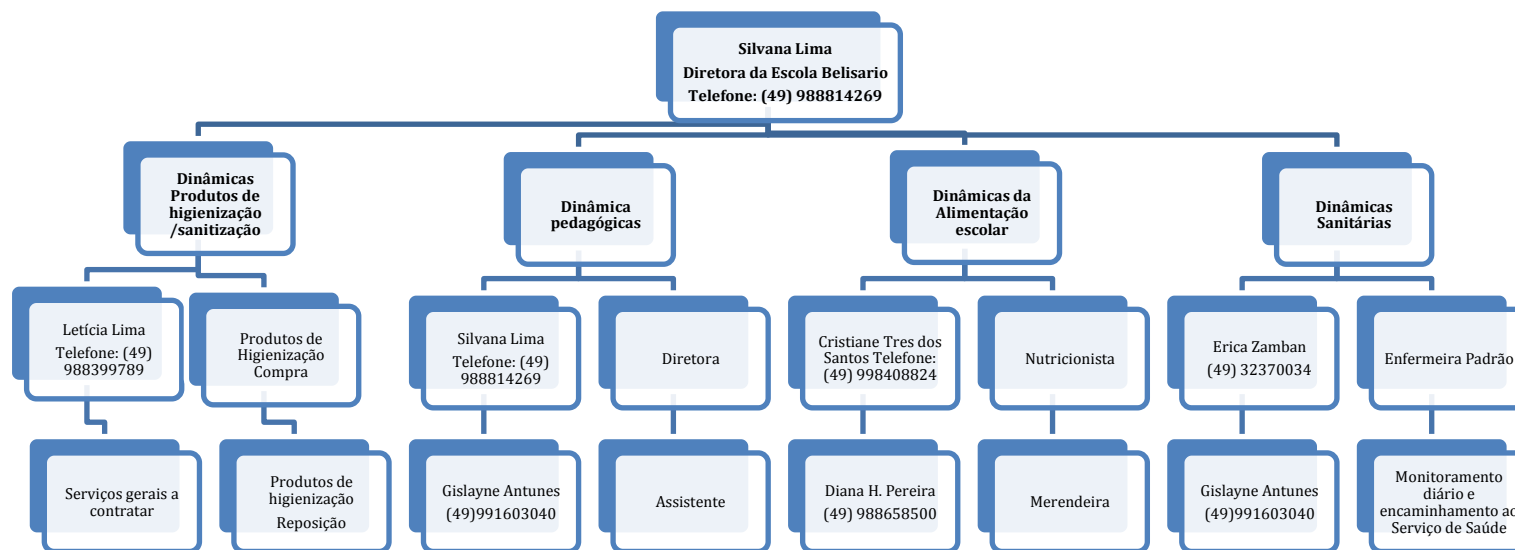 Silvana Lima
Diretora da Escola Belisario
Telefone: (49) 988814269
Dinâmicas
Produtos de
higienização
/sanitização
Dinâmica
pedagógicas
Dinâmicas da
Alimentação
escolar
Dinâmicas
Sanitárias
Letícia Lima
Telefone: (49)
988399789
Produtos de
Higienização
Compra
Silvana Lima
Telefone: (49)
988814269
Diretora
Cristiane Tres dos
Santos Telefone:
(49) 998408824
Nutricionista
Erica Zamban
(49) 32370034
Enfermeira Padrão
Serviços gerais a
contratar
Produtos de
higienização
Reposição
Gislayne Antunes
(49)991603040
Assistente
Diana H. Pereira
(49) 988658500
Merendeira
Gislayne Antunes
(49)991603040
Monitoramento
diário e
encaminhamento ao
Serviço de Saúde